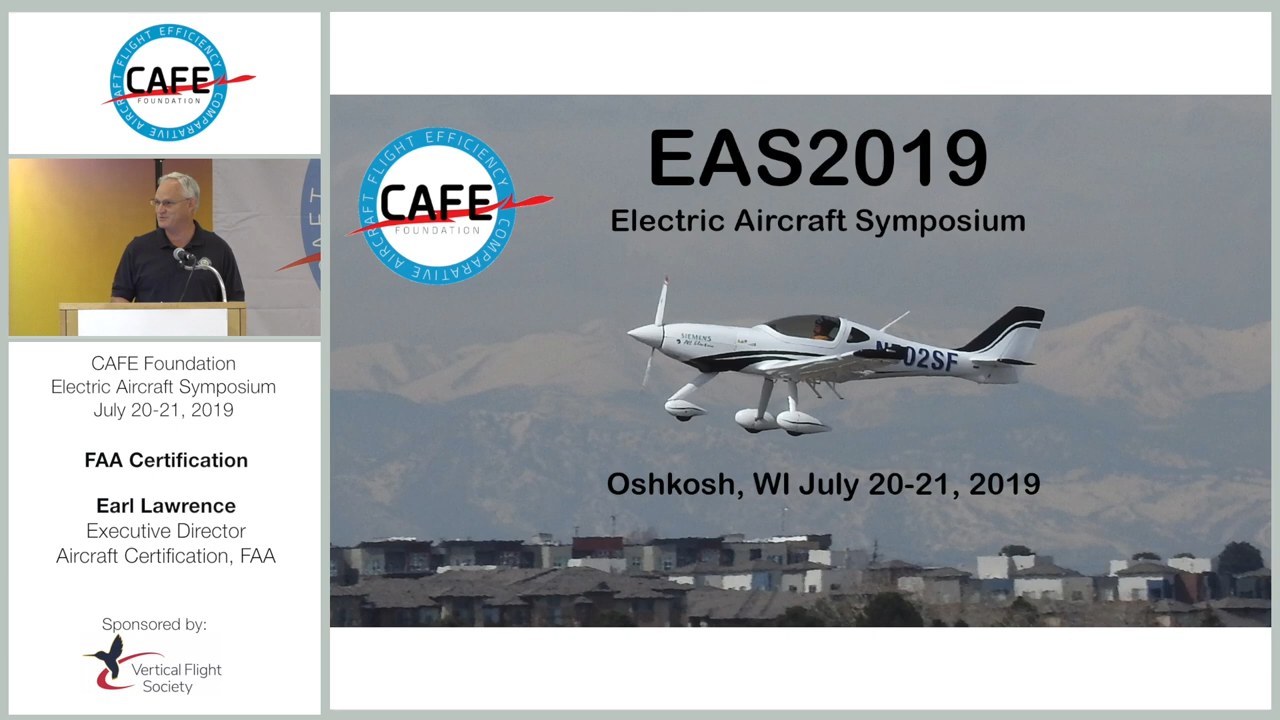 AIRCRAFT FLIGHT EFFICIENCY COMPARATIVE
CAFE
FOUNDATION
CAFE Foundation
Electric Aircraft Symposium
July 20-21, 2019
FAA Certification
Earl Lawrence
Executive Director
Aircraft Certification, FAA
Sponsored by:
Vertical Flight
Society
AIRCRAFT FLIGHT EFFICIENCY COMPARATIVE
CAFE
FOUNDATION
EAS2019
Electric Aircraft Symposium
SIEMENS
02SF
Oshkosh, WI July 20-21, 2019